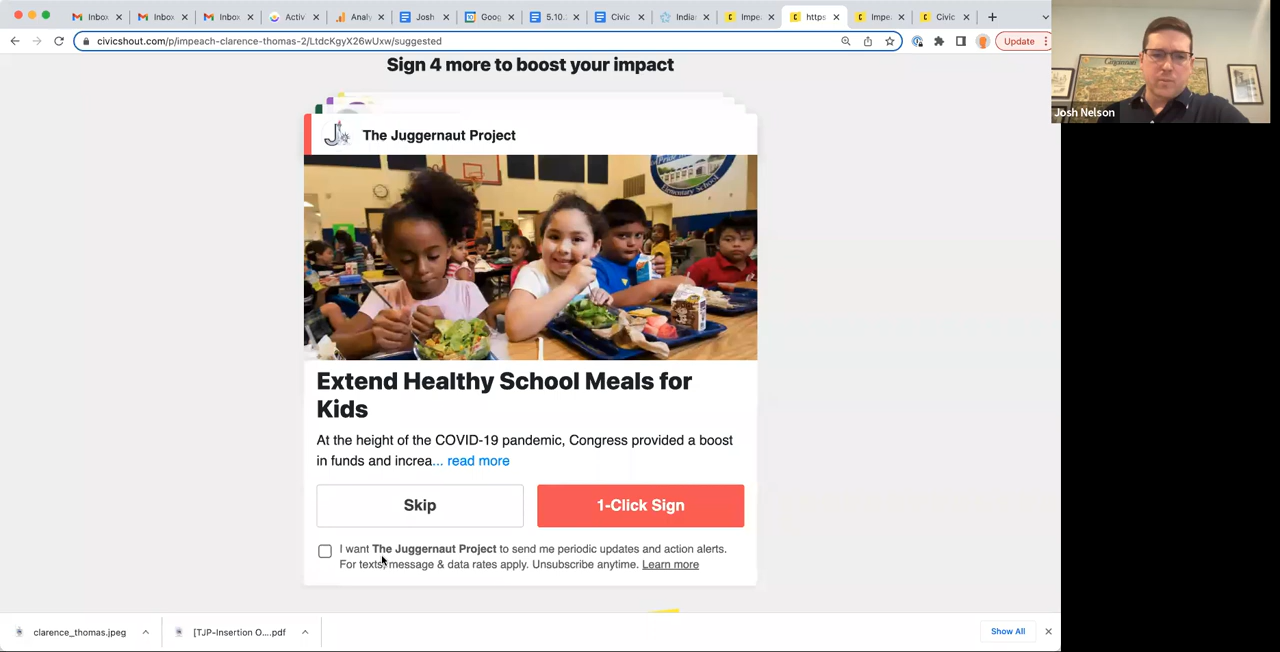 Inbox
Inbox
Inbox
Activ
Analy
Josh
Goog
5.10.
Civic
India
Impea
https
Impea
Civic
civicshout.com/p/impeach-clarence-thomas-2/LtdcKgyX26wUxw/suggested
Update
Josh Nelson
Sign 4 more to boost your impact
The Juggernaut Project
Elementary School
Extend Healthy School Meals for
Kids
At the height of the COVID-19 pandemic, Congress provided a boost
in funds and increa... read more
Skip
1-Click Sign
I want The Juggernaut Project to send me periodic updates and action alerts.
For texts, message & data rates apply. Unsubscribe anytime. Learn more
clarence_thomas.jpeg
[TJP-Insertion O....pdf
Show All